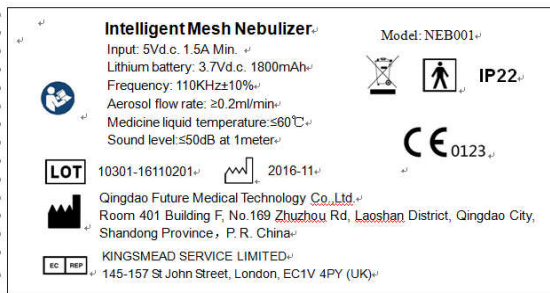 Intelligent Mesh Nebulizer
Model: NEB001
Input: 5Vd.c. 1.5A Min.
Lithium battery: 3.7Vd.c. 1800mAh
Frequency: 110KHz±10%
IP22
Aerosol flow rate: ≥0.2ml/min
Medicine liquid temperature:≤60℃
Sound level:≤50dB at 1meter
CE 0123
LOT 10301-16110201 2016-11
Qingdao Future Medical Technology Co.,Ltd.
Room 401 Building F, No.169 Zhuzhou Rd, Laoshan District, Qingdao City,
Shandong Province，P. R. China
EC REP KINGSMEAD SERVICE LIMITED
145-157 St John Street, London, EC1V 4PY (UK)